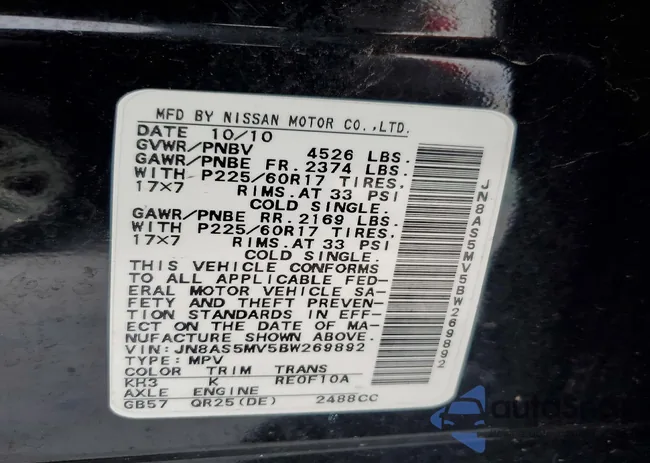 MFD BY NISSAN MOTOR CO.,LTD.
DATE 10/10
GVWR/PNBV 4526 LBS.
GAWR/PNBE FR. 2374 LBS.
WITH P225/60R17 TIRES.
17×7 RIMS.AT 33 PSI
COLD SINGLE.
GAWR/PNBE RR. 2169 LBS.
WITH P225/60R17 TIRES.
17×7 RIMS.AT 33 PSI
COLD SINGLE.
THIS VEHICLE CONFORMS
TO ALL APPLICABLE FED-
ERAL MOTOR VEHICLE SA-
FETY AND THEFT PREVEN-
TION STANDARDS IN EFF-
ECT ON THE DATE OF MA-
NUFACTURE SHOWN ABOVE.
VIN: JN8AS5MV5BW269892
TYPE: MPV
COLOR TRIM TRANS
KH3 K RE0F10A
AXLE ENGINE
GB57 QR25(DE) 2488CC
JN8AS5MV5BW269892